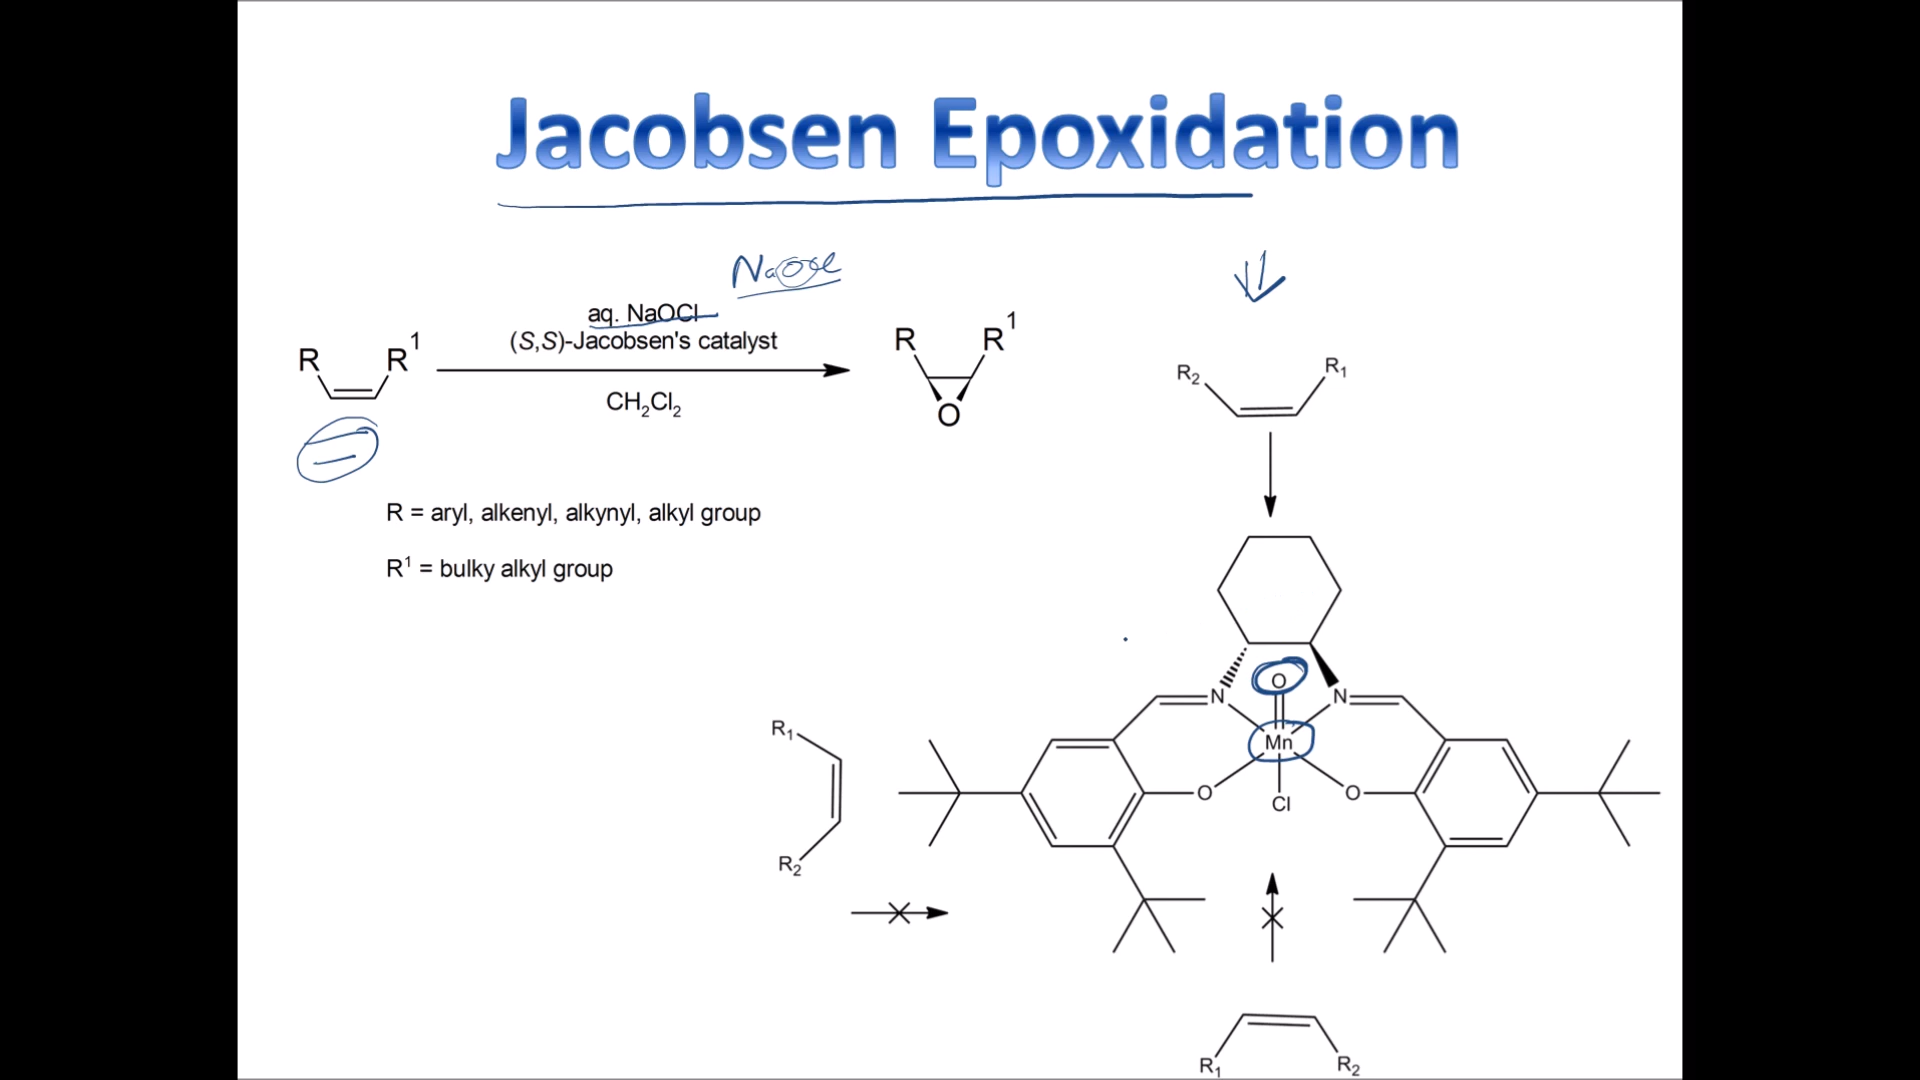 Jacobsen Epoxidation
NaOCl
aq. NaOCl
(S,S)-Jacobsen's catalyst
CH₂Cl₂
R R¹
R R¹
O
R₂ R₁
R = aryl, alkenyl, alkynyl, alkyl group
R¹ = bulky alkyl group
O
N N
R₁
Mn
O O
Cl
R₂
R₁ R₂